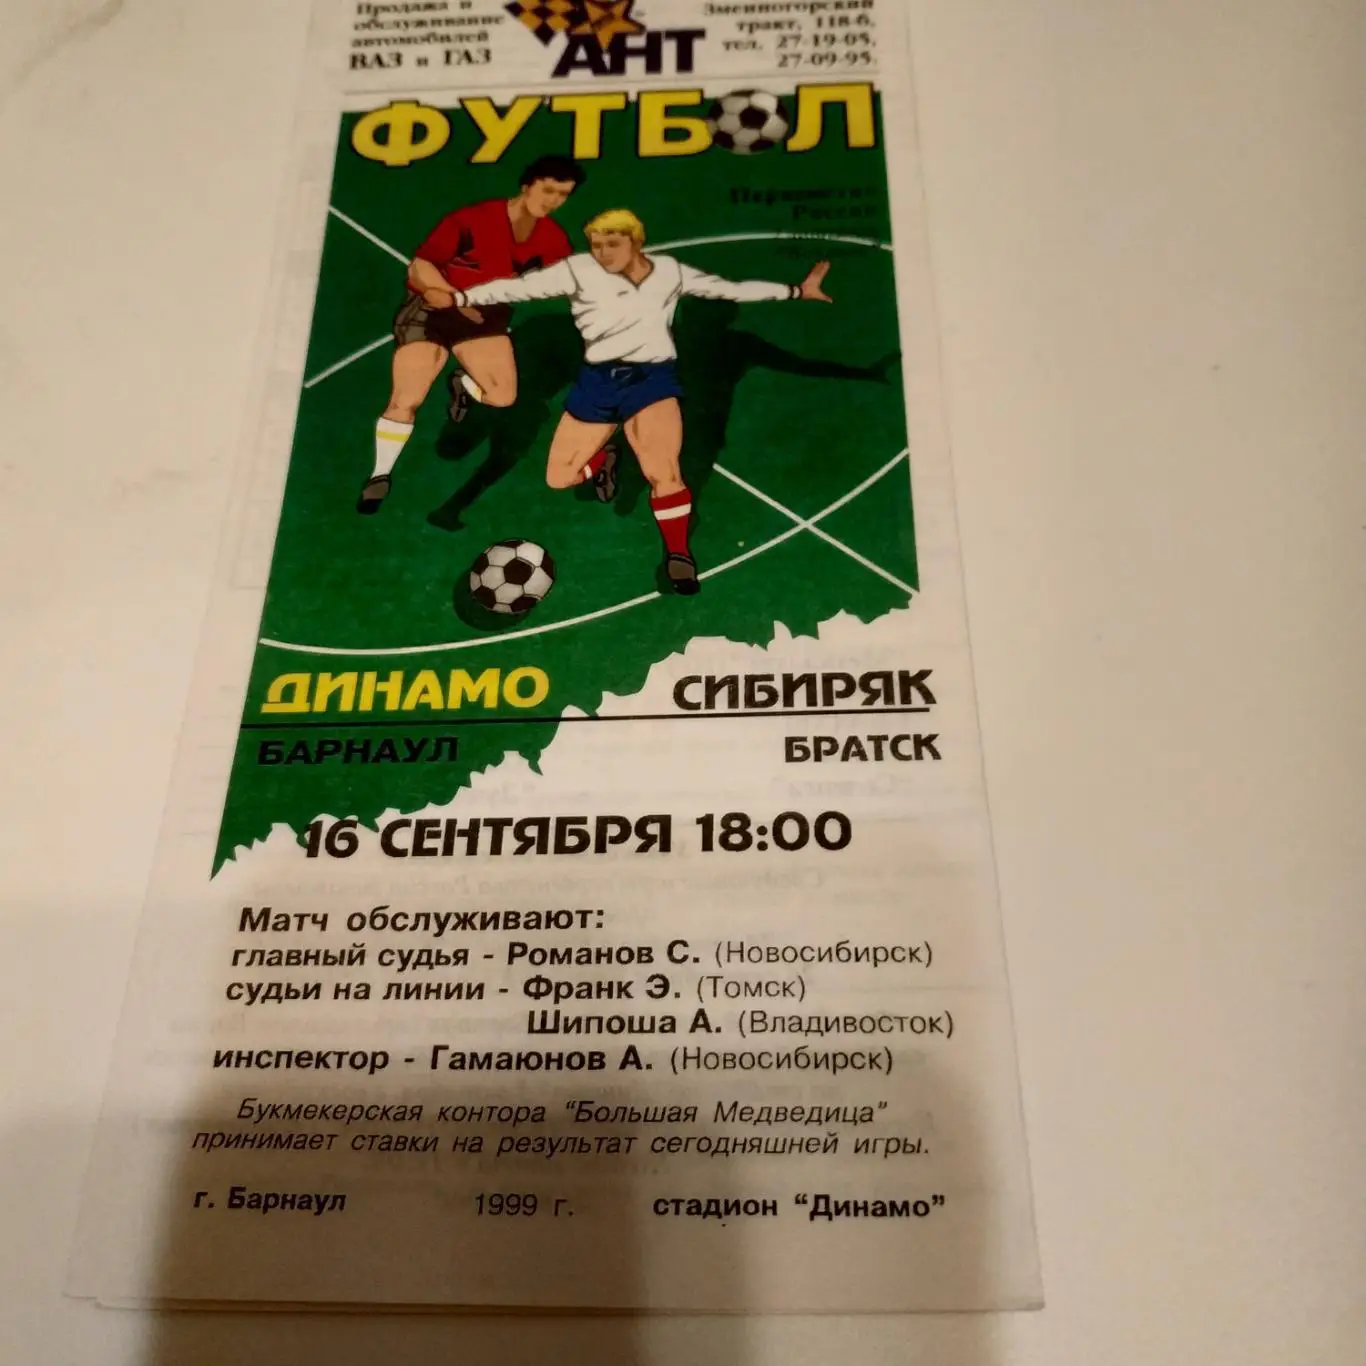 Продажа и
обслуживание
автомобилей
ВАЗ и ГАЗ
АНТ
Змеиногорский
тракт, 118-б,
тел. 27-19-05,
27-09-95.
ФУТБОЛ
Первенство
России
ДИНАМО
СИБИРЯК
БАРНАУЛ
БРАТСК
16 СЕНТЯБРЯ 18:00
Матч обслуживают:
главный судья - Романов С. (Новосибирск)
судьи на линии - Франк Э. (Томск)
Шипоша А. (Владивосток)
инспектор - Гамаюнов А. (Новосибирск)
Букмекерская контора "Большая Медведица"
принимает ставки на результат сегодняшней игры.
г. Барнаул 1999 г. стадион "Динамо"